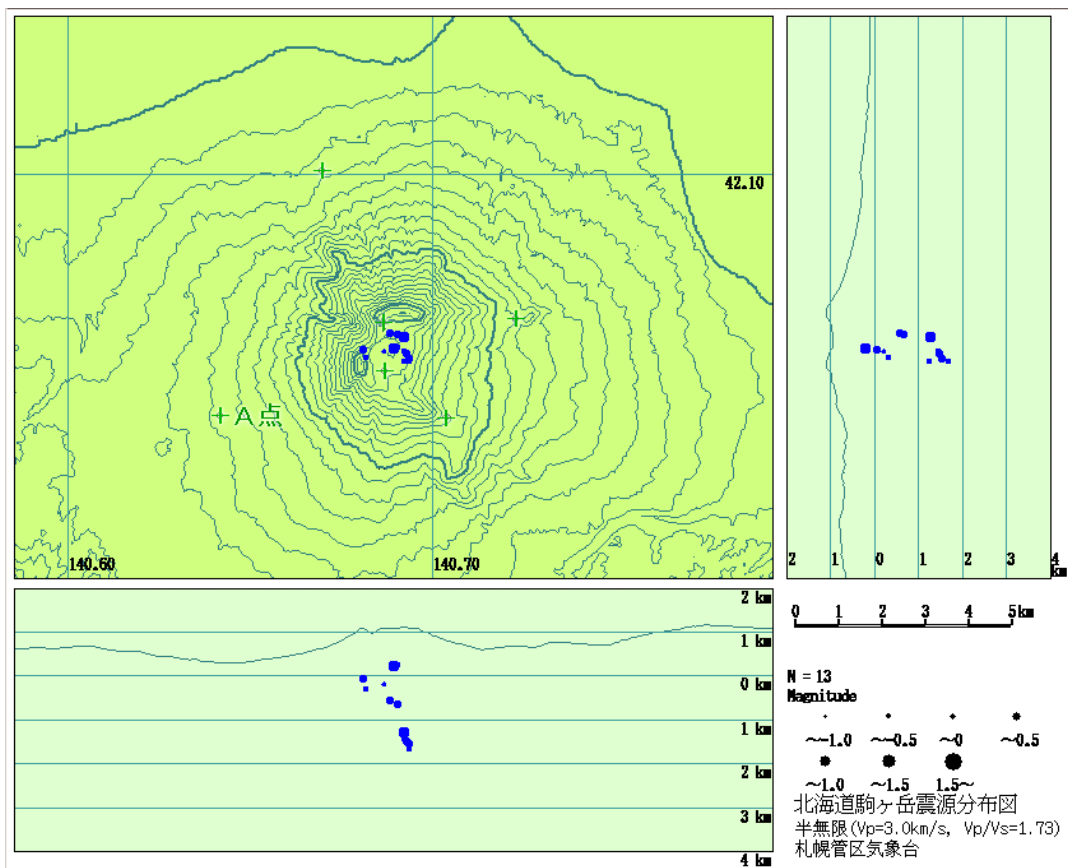 42.10
A点
140.60
140.70
2 1 0 1 2 3 4
km
2 km
1 km
0 km
1 km
2 km
3 km
4 km
0 1 2 3 4 5km
N = 13
Magnitude
~-1.0 ~-0.5 ~0 ~0.5
~1.0 ~1.5 1.5~
北海道駒ヶ岳震源分布図
半無限(Vp=3.0km/s, Vp/Vs=1.73)
札幌管区気象台